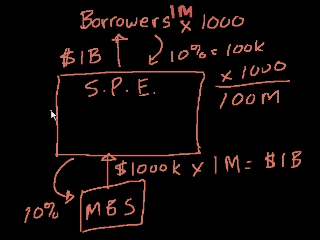 Borrowers 1M x 1000
$1B
10% = 100k
x 1000
100M
S.P.E.
$1000k x 1M = $1B
10%
MBS